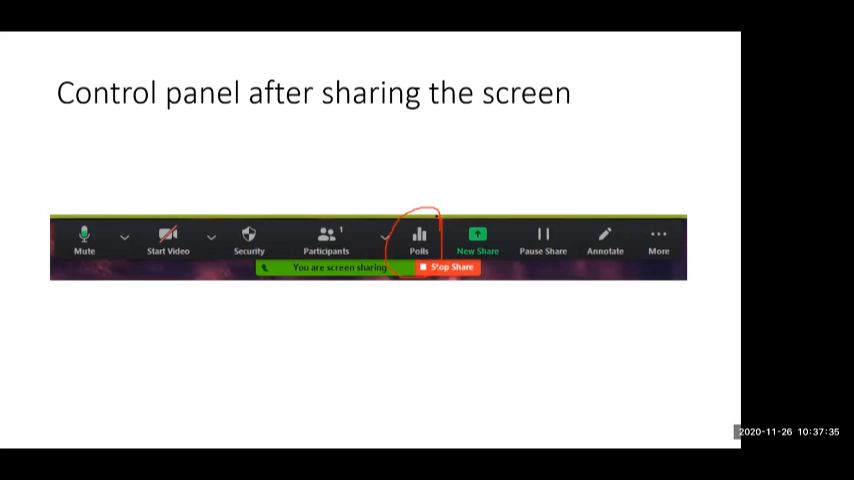 Control panel after sharing the screen
1
Mute Start Video Security Participants Polls New Share Pause Share Annotate More
You are screen sharing Stop Share
2020-11-26 10:37:35